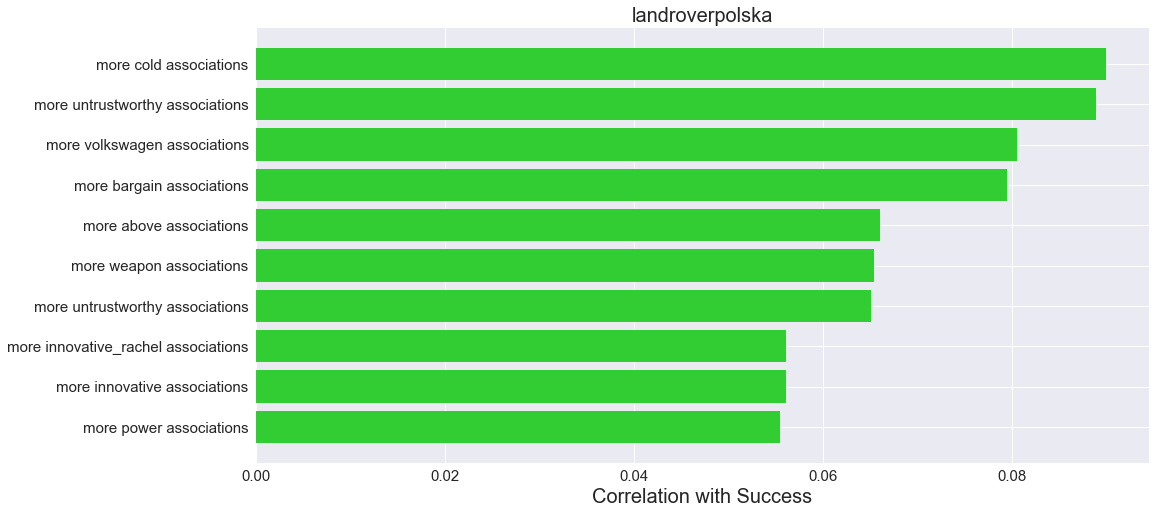 landroverpolska
more cold associations
more untrustworthy associations
more volkswagen associations
more bargain associations
more above associations
more weapon associations
more untrustworthy associations
more innovative_rachel associations
more innovative associations
more power associations
0.00 0.02 0.04 0.06 0.08
Correlation with Success